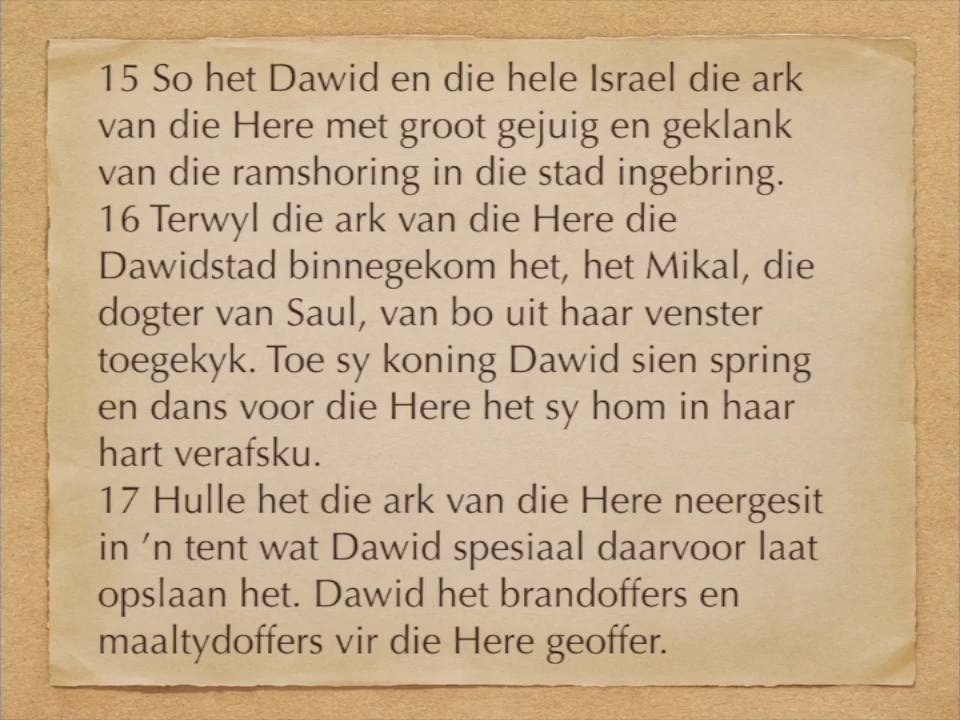 15 So het Dawid en die hele Israel die ark
van die Here met groot gejuig en geklank
van die ramshoring in die stad ingebring.
16 Terwyl die ark van die Here die
Dawidstad binnegekom het, het Mikal, die
dogter van Saul, van bo uit haar venster
toegekyk. Toe sy koning Dawid sien spring
en dans voor die Here het sy hom in haar
hart verafsku.
17 Hulle het die ark van die Here neergesit
in ’n tent wat Dawid spesiaal daarvoor laat
opslaan het. Dawid het brandoffers en
maaltydoffers vir die Here geoffer.